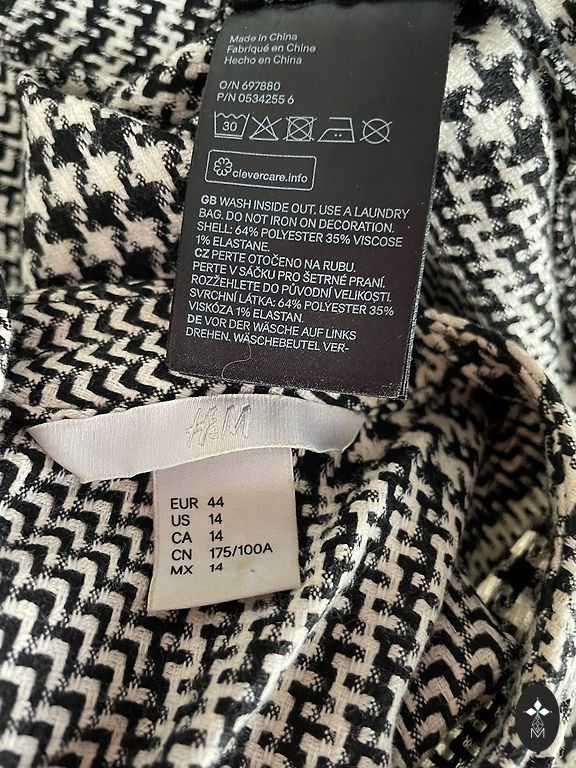 Made in China
Fabriqué en Chine
Hecho en China
O/N 697880
P/N 0534255 6
30
clevercare.info
GB WASH INSIDE OUT. USE A LAUNDRY
BAG. DO NOT IRON ON DECORATION.
SHELL: 64% POLYESTER 35% VISCOSE
1% ELASTANE.
CZ PERTE OTOČENO NA RUBU.
PERTE V SÁČKU PRO ŠETRNÉ PRANÍ.
ROZŽEHLETE DO PŮVODNÍ VELIKOSTI.
SVRCHNÍ LÁTKA: 64% POLYESTER 35%
VISKÓZA 1% ELASTAN.
DE VOR DER WÄSCHE AUF LINKS
DREHEN. WÄSCHEBEUTEL VER-
H&M
EUR 44
US 14
CA 14
CN 175/100A
MX 14
M